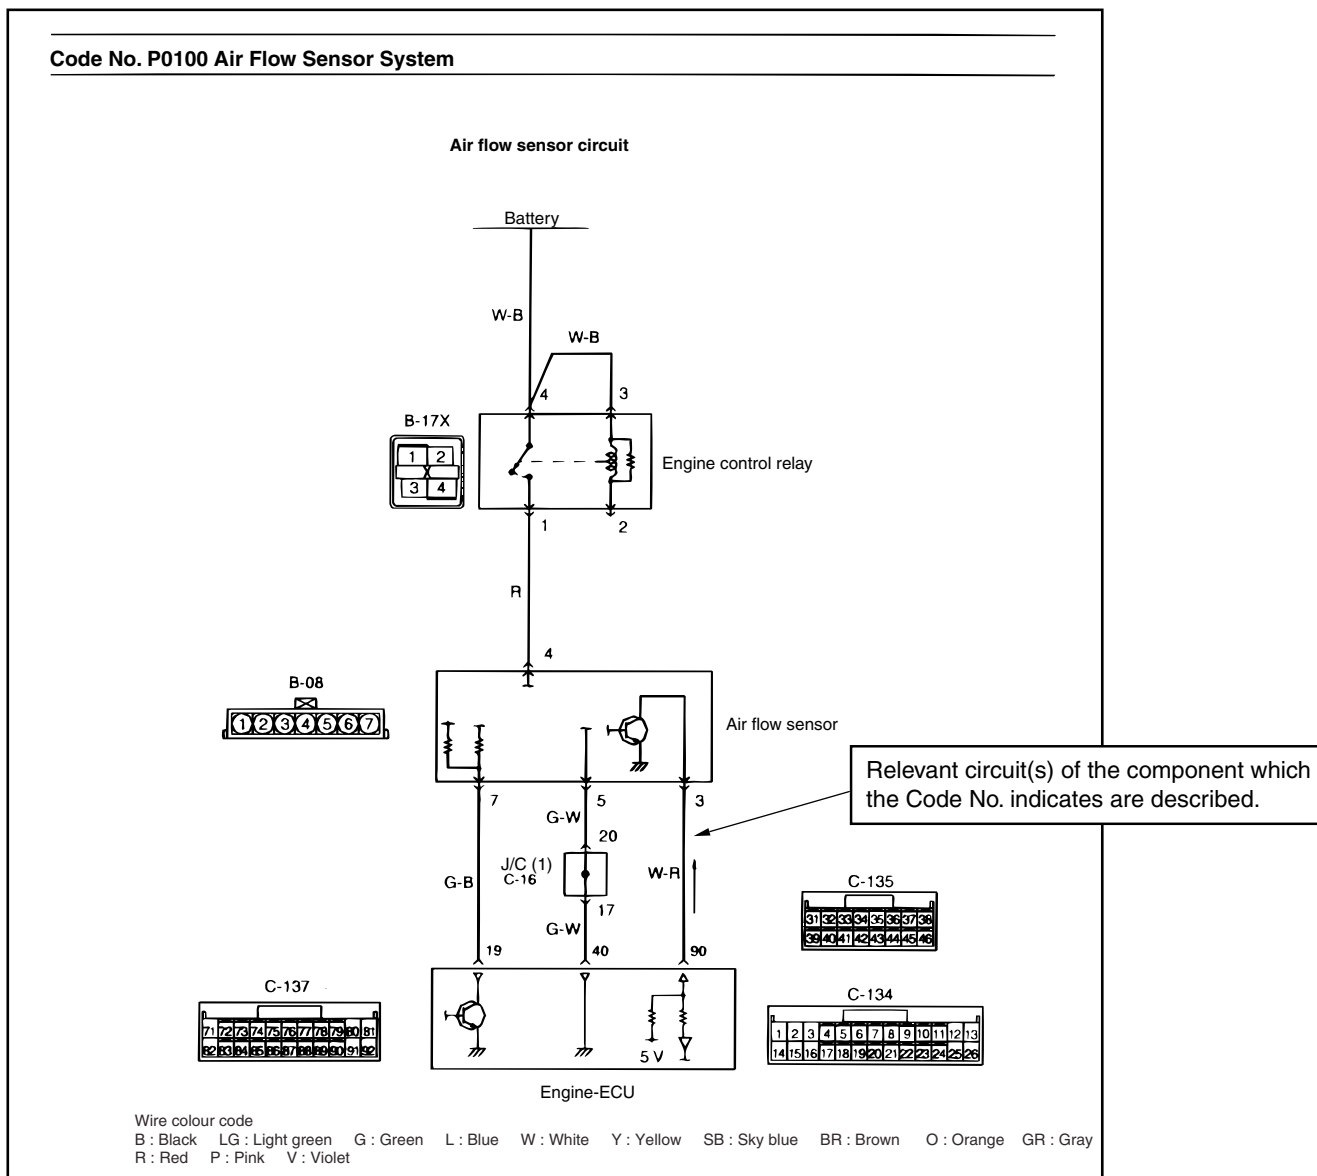 Code No. P0100 Air Flow Sensor System
Air flow sensor circuit
Battery
W-B
W-B
4
3
B-17X
1 2
X
3 4
Engine control relay
1
2
R
4
B-08
1 2 3 4 5 6 7
Air flow sensor
Relevant circuit(s) of the component which
the Code No. indicates are described.
7
5
3
G-W
20
J/C (1)
C-16
G-B
W-R
17
G-W
C-135
31 32 33 34 35 36 37 38
39 40 41 42 43 44 45 46
19
40
90
C-137
71 72 73 74 75 76 77 78 79 80 81
82 83 84 85 86 87 88 89 90 91 92
C-134
1 2 3 4 5 6 7 8 9 10 11 12 13
14 15 16 17 18 19 20 21 22 23 24 25 26
5 V
Engine-ECU
Wire colour code
B : Black LG : Light green G : Green L : Blue W : White Y : Yellow SB : Sky blue BR : Brown O : Orange GR : Gray
R : Red P : Pink V : Violet